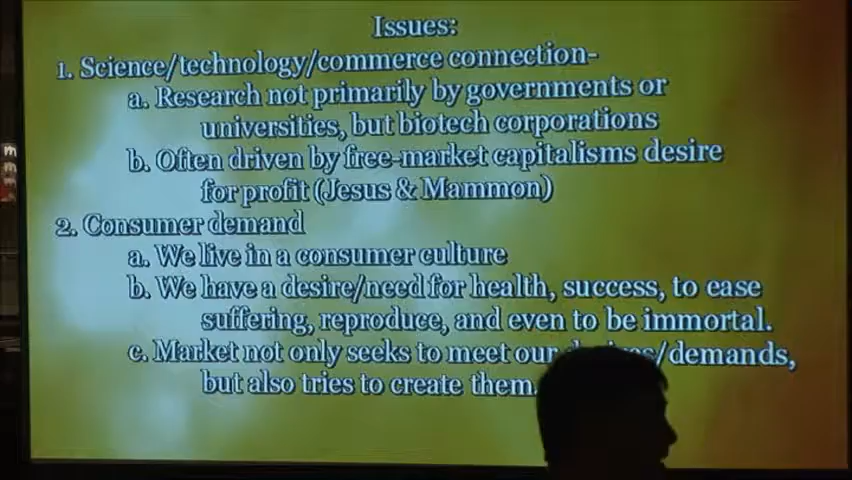 Issues:
1. Science/technology/commerce connection-
a. Research not primarily by governments or
universities, but biotech corporations
b. Often driven by free-market capitalisms desire
for profit (Jesus & Mammon)
2. Consumer demand
a. We live in a consumer culture
b. We have a desire/need for health, success, to ease
suffering, reproduce, and even to be immortal.
c. Market not only seeks to meet our /demands,
but also tries to create them.